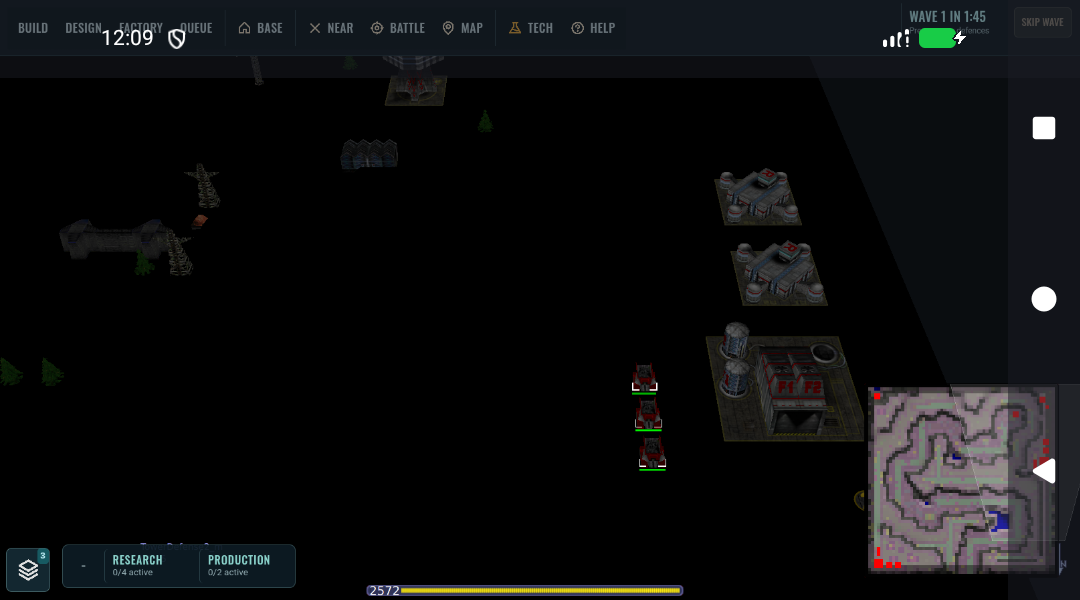 BUILD DESIGN FACTORY QUEUE BASE NEAR BATTLE MAP TECH HELP
WAVE 1 IN 1:45
SKIP WAVE
12:09
F1 F2
3
-
RESEARCH
0/4 active
PRODUCTION
0/2 active
2572